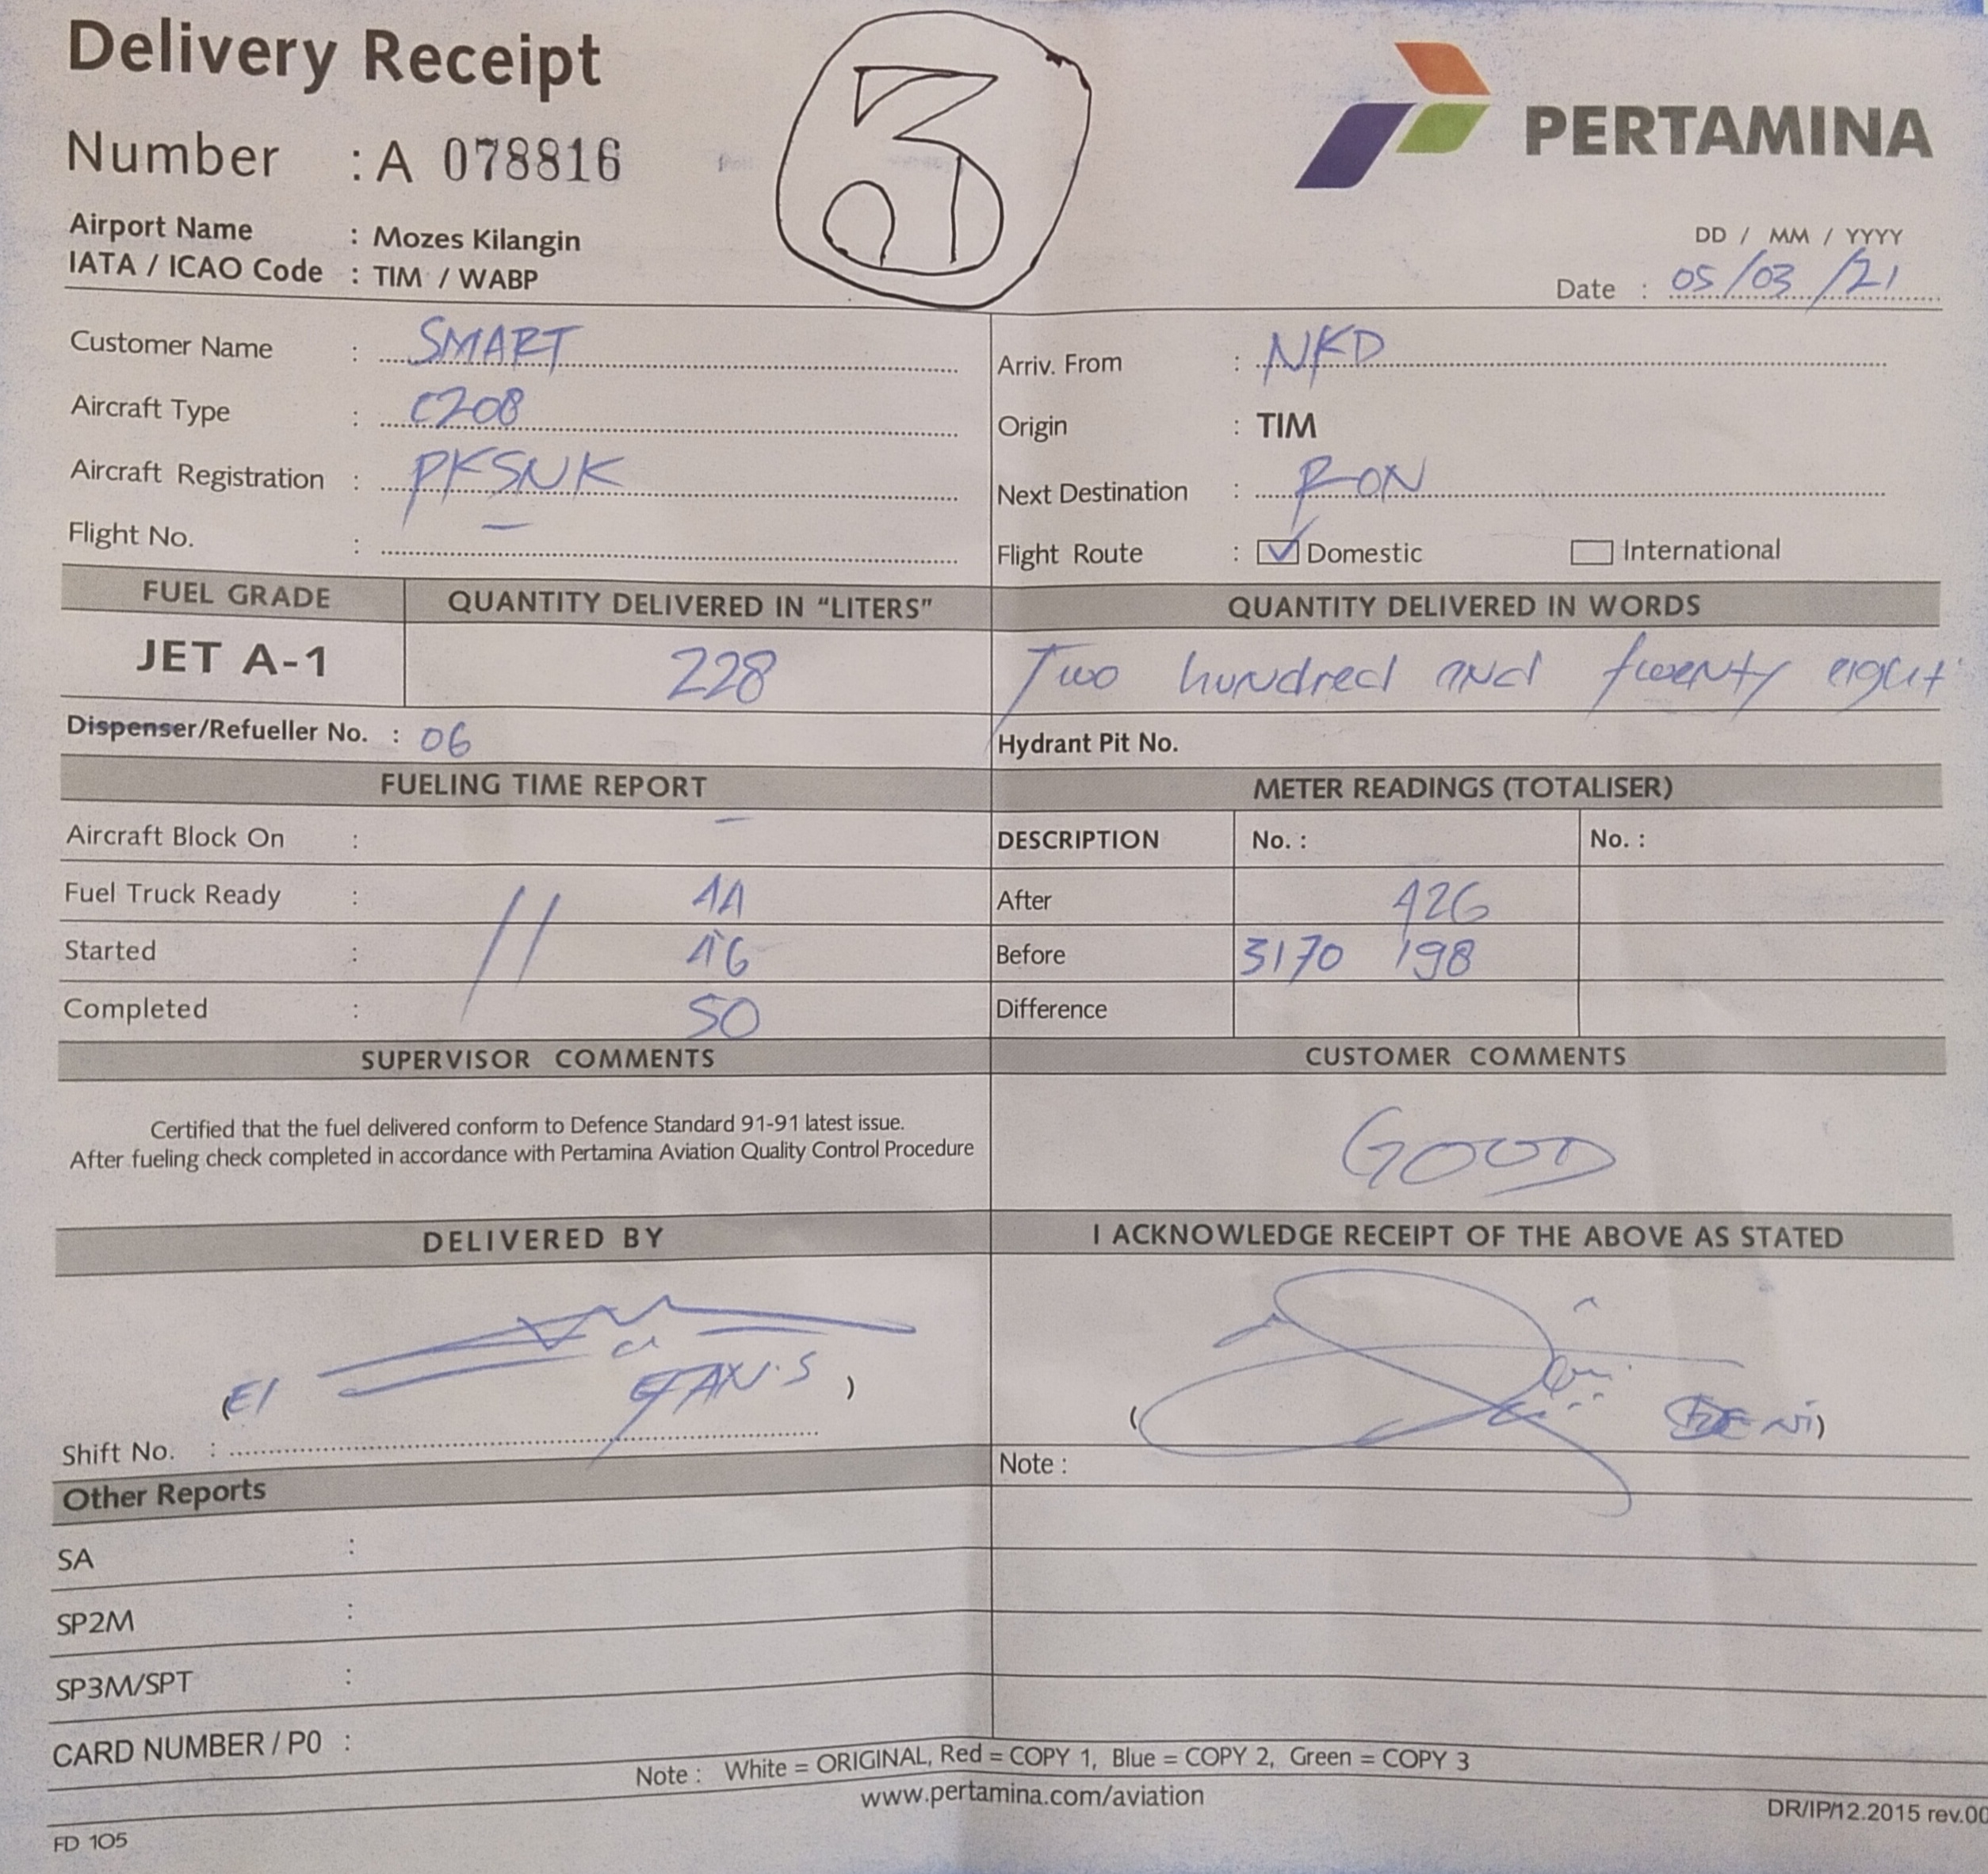 Delivery Receipt
3
PERTAMINA
Number : A 078816
Airport Name : Mozes Kilangin
IATA / ICAO Code : TIM / WABP
DD / MM / YYYY
Date : 05/03/21
Customer Name : SMART
Arriv. From : NKD
Aircraft Type : C208
Origin : TIM
Aircraft Registration : PKSNK
Next Destination : RON
Flight No. : –
Flight Route : Domestic International
FUEL GRADE QUANTITY DELIVERED IN “LITERS” QUANTITY DELIVERED IN WORDS
JET A-1 228 Two hundred and twenty eight
Dispenser/Refueller No. : 06 Hydrant Pit No.
FUELING TIME REPORT METER READINGS (TOTALISER)
Aircraft Block On : – DESCRIPTION No. : No. :
Fuel Truck Ready : After 426
Started : 46 Before 3170 198
Completed : 50 Difference
SUPERVISOR COMMENTS CUSTOMER COMMENTS
Certified that the fuel delivered conform to Defence Standard 91-91 latest issue.
After fueling check completed in accordance with Pertamina Aviation Quality Control Procedure
GOOD
DELIVERED BY I ACKNOWLEDGE RECEIPT OF THE ABOVE AS STATED
Shift No. :
Note :
Other Reports
SA :
SP2M :
SP3M/SPT :
CARD NUMBER / P0 :
Note : White = ORIGINAL, Red = COPY 1, Blue = COPY 2, Green = COPY 3
www.pertamina.com/aviation
DR/IP/12.2015 rev.00
FD 105